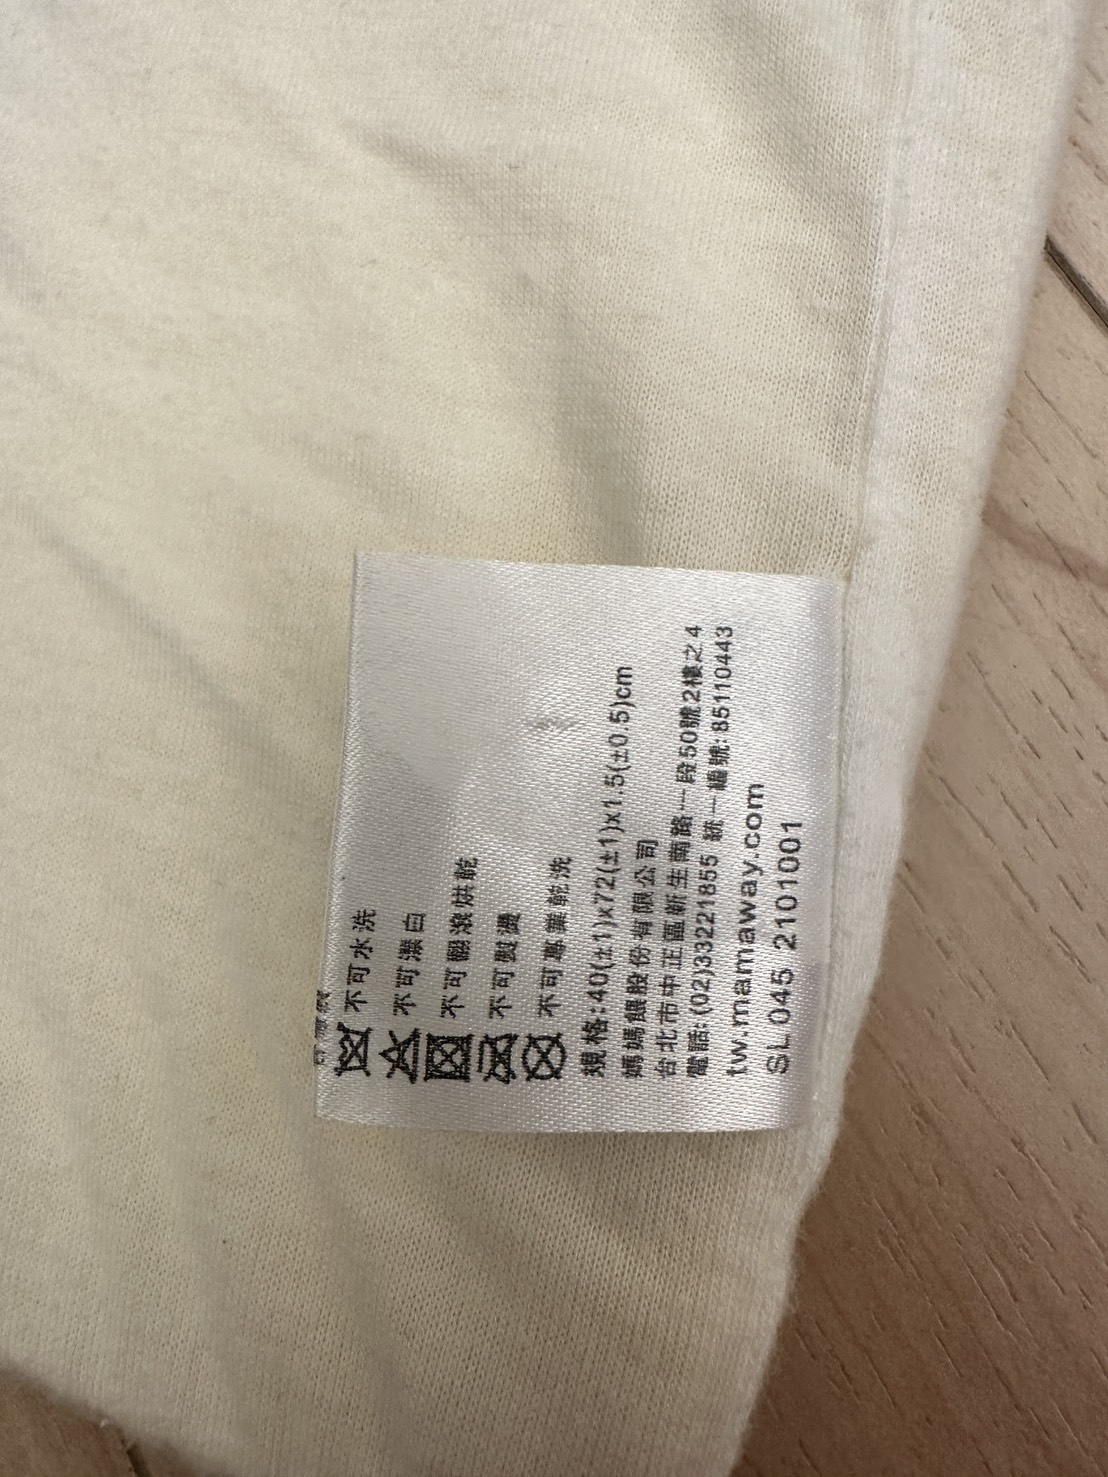 不可水洗
不可漂白
不可翻滾烘乾
不可熨燙
不可專業乾洗
規格:40(±1)x72(±1)x1.5(±0.5)cm
媽媽餵股份有限公司
台北市中正區新生南路一段50號2樓之4
電話: (02)33221855 統一編號: 85110443
tw.mamaway.com
SL 045 2101001